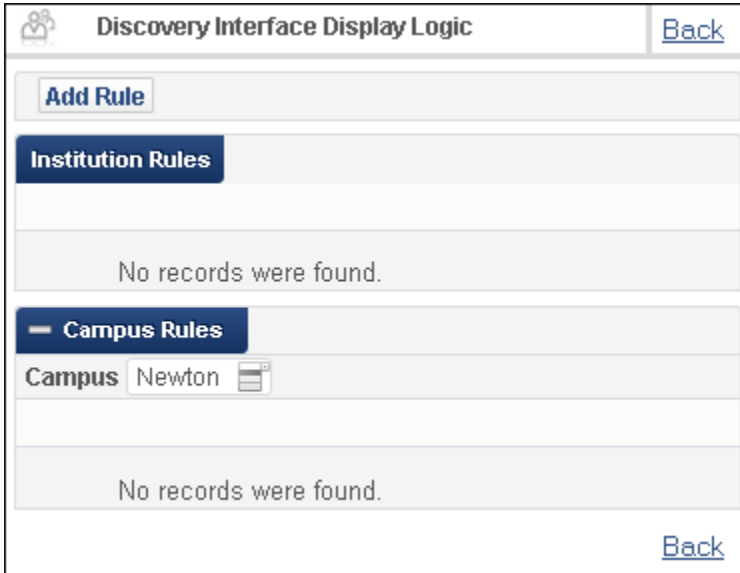 Discovery Interface Display Logic Back
Add Rule
Institution Rules
No records were found.
Campus Rules
Campus Newton
No records were found.
Back